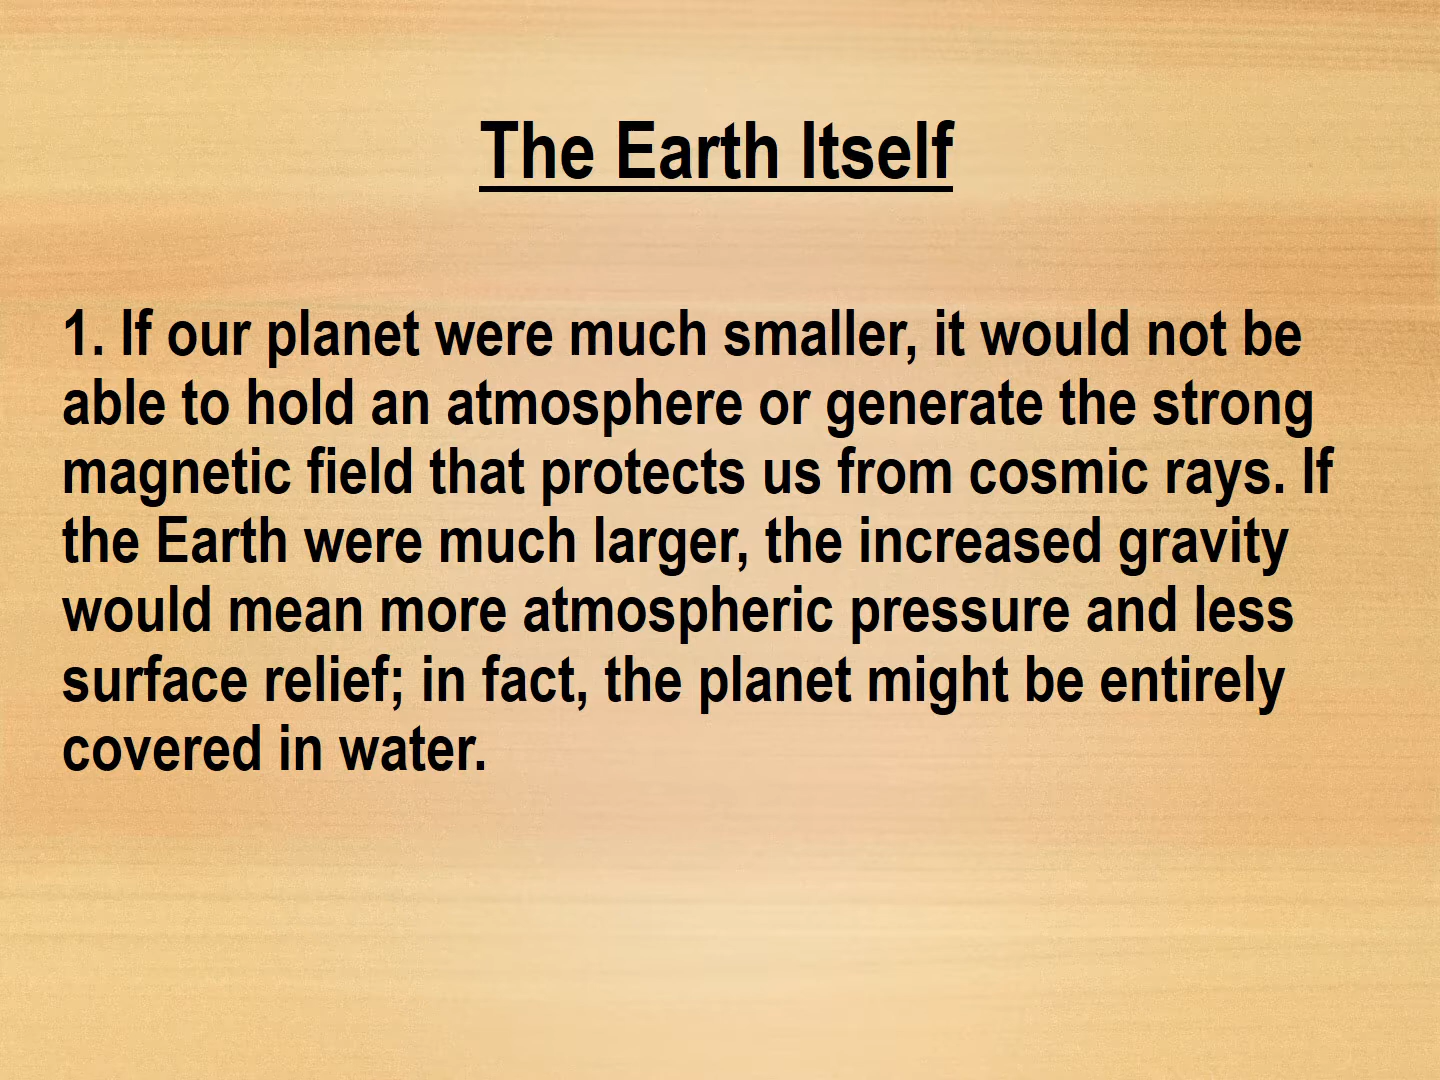 The Earth Itself
1. If our planet were much smaller, it would not be
able to hold an atmosphere or generate the strong
magnetic field that protects us from cosmic rays. If
the Earth were much larger, the increased gravity
would mean more atmospheric pressure and less
surface relief; in fact, the planet might be entirely
covered in water.